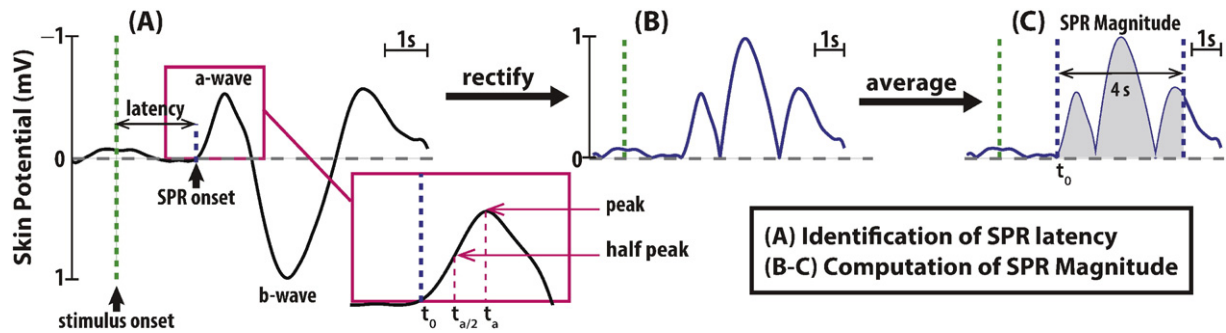 (A)
(B)
(C)
SPR Magnitude
Skin Potential (mV)
-1
0
1
1s
a-wave
latency
SPR onset
b-wave
stimulus onset
rectify
1
0
1s
average
1s
4 s
t0
peak
half peak
t0 ta/2 ta
(A) Identification of SPR latency
(B-C) Computation of SPR Magnitude